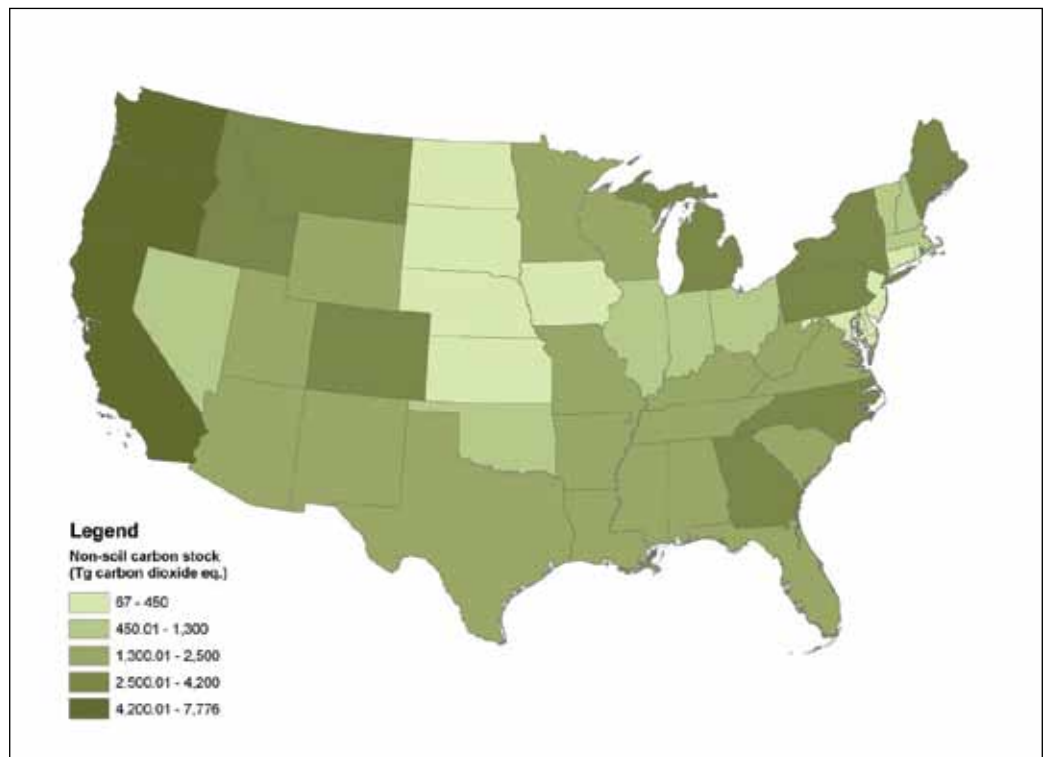 Legend
Non-soil carbon stock
(Tg carbon dioxide eq.)
67 - 450
450.01 - 1,300
1,300.01 - 2,500
2,500.01 - 4,200
4,200.01 - 7,776